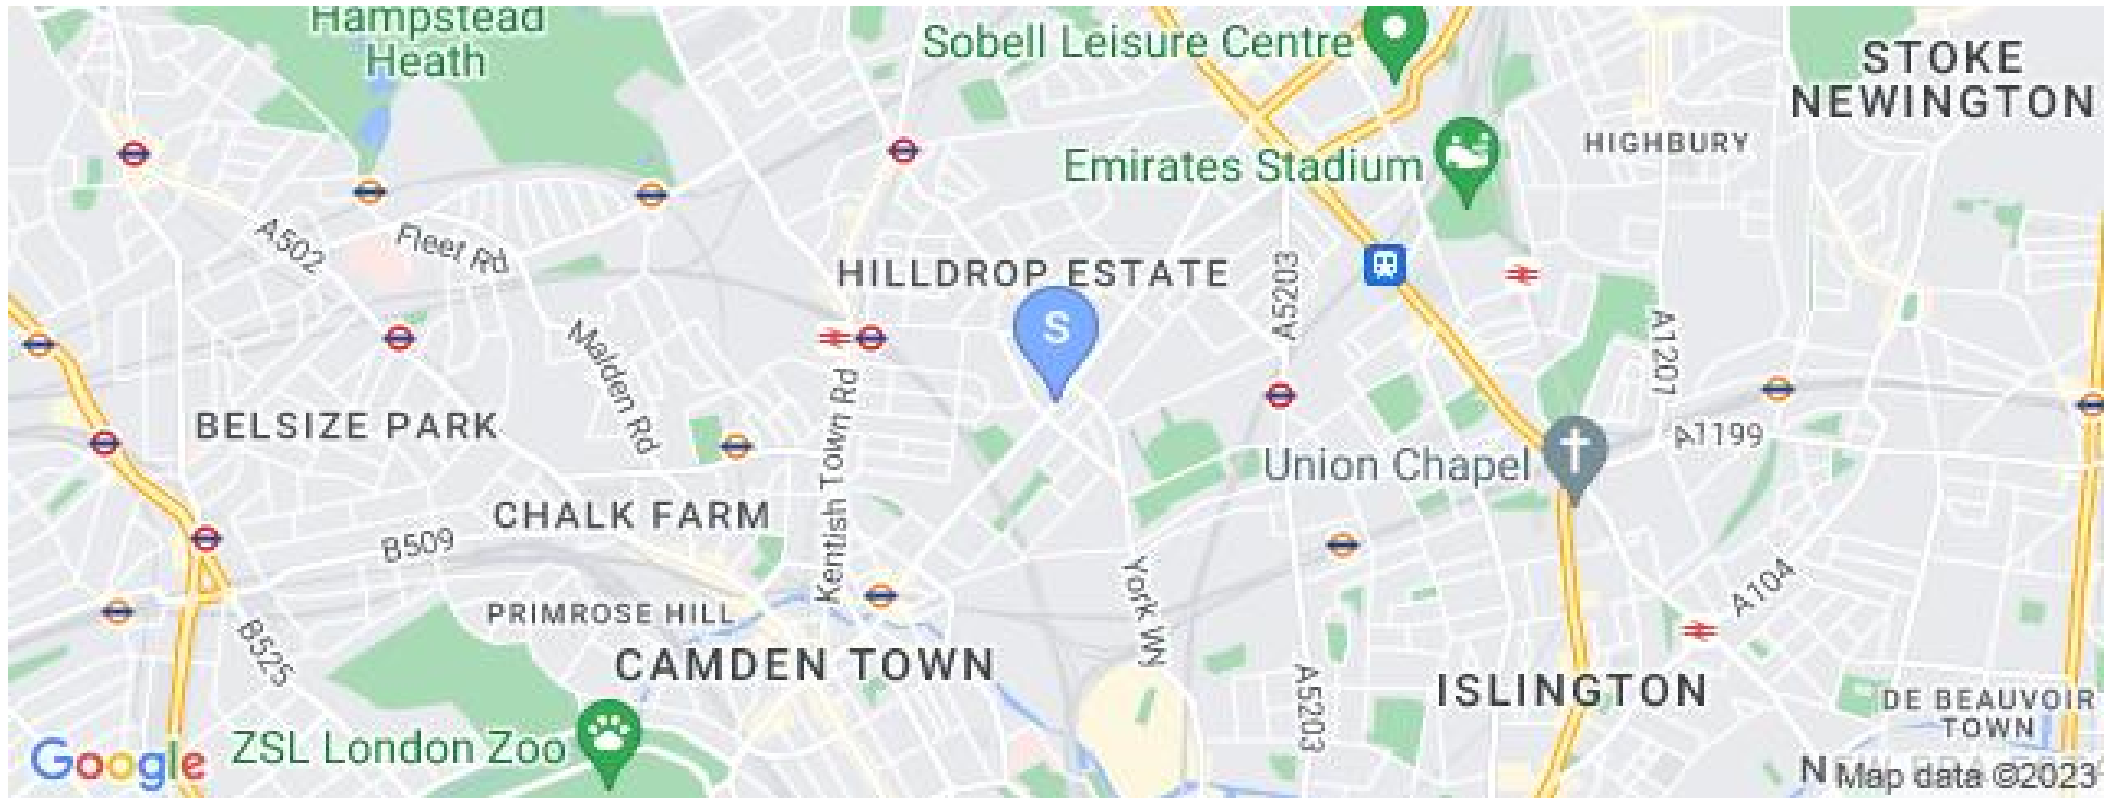 Hampstead
Heath
Sobell Leisure Centre
STOKE
NEWINGTON
HIGHBURY
Emirates Stadium
A502
Fleet Rd
HILLDROP ESTATE
A5203
S
Malden Rd
A1207
BELSIZE PARK
Kentish Town Rd
A1199
Union Chapel
CHALK FARM
B509
York Wy
A104
PRIMROSE HILL
B525
CAMDEN TOWN
A5203
ISLINGTON
DE BEAUVOIR
TOWN
Google
ZSL London Zoo
Map data ©2023